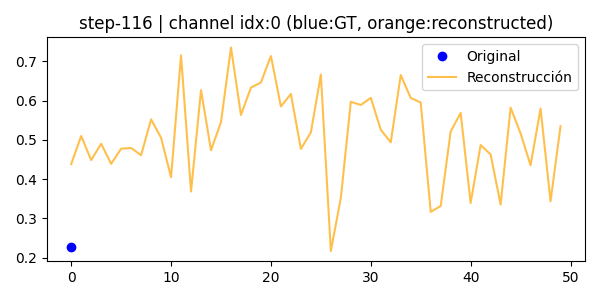 step-116 | channel idx:0 (blue:GT, orange:reconstructed)
Original
Reconstrucción
0.7
0.6
0.5
0.4
0.3
0.2
0 10 20 30 40 50